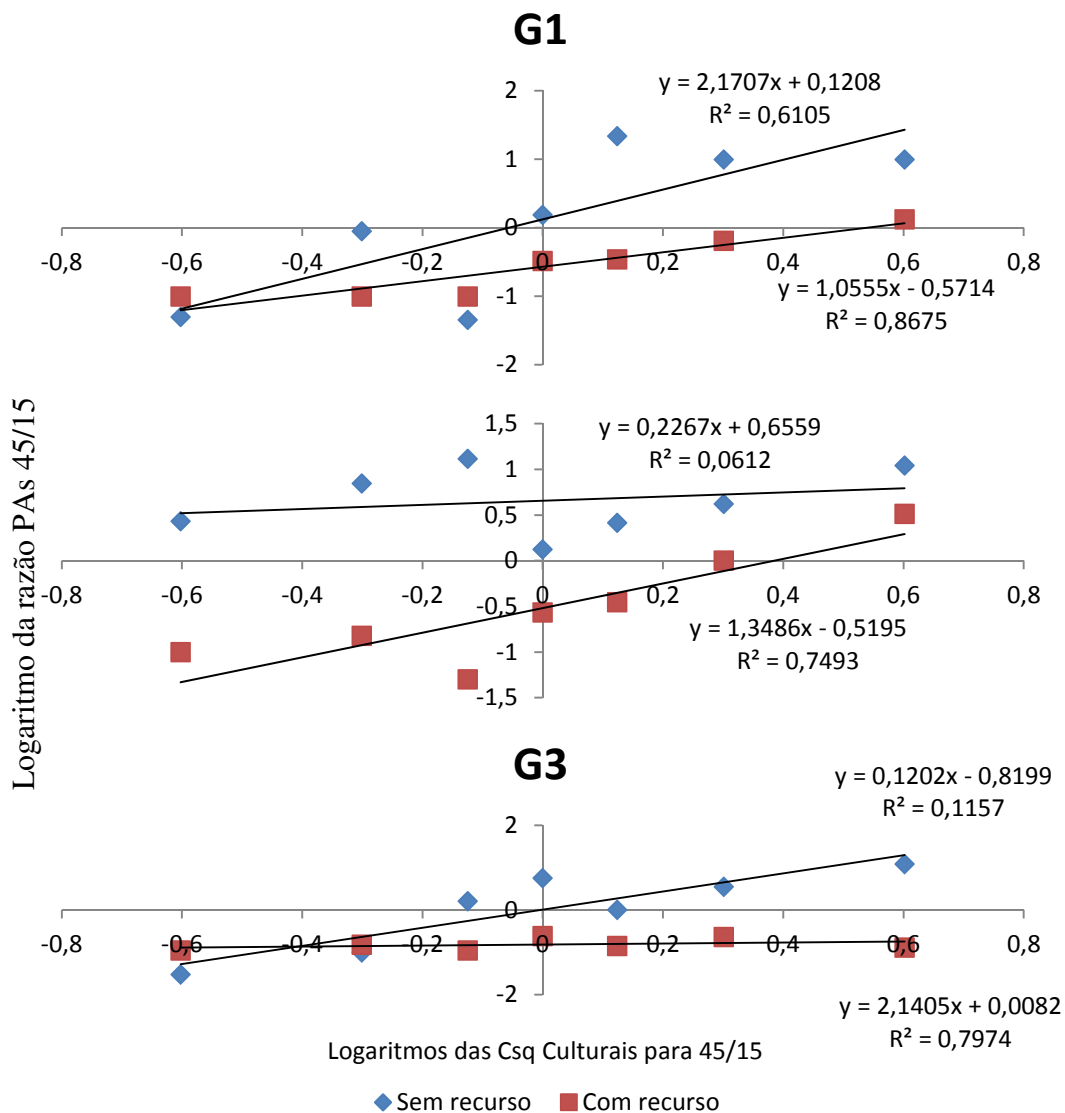 G1
y = 2,1707x + 0,1208
R² = 0,6105
2
1
0
-1
-2
-0,8 -0,6 -0,4 -0,2 0 0,2 0,4 0,6 0,8
y = 1,0555x - 0,5714
R² = 0,8675
Logaritmo da razão PAs 45/15
y = 0,2267x + 0,6559
R² = 0,0612
1,5
1
0,5
0
-0,5
-1
-1,5
-0,8 -0,6 -0,4 -0,2 0 0,2 0,4 0,6 0,8
y = 1,3486x - 0,5195
R² = 0,7493
G3
y = 0,1202x - 0,8199
R² = 0,1157
2
0
-2
-0,8 -0,6 -0,4 -0,2 0 0,2 0,4 0,6 0,8
y = 2,1405x + 0,0082
R² = 0,7974
Logaritmos das Csq Culturais para 45/15
Sem recurso Com recurso